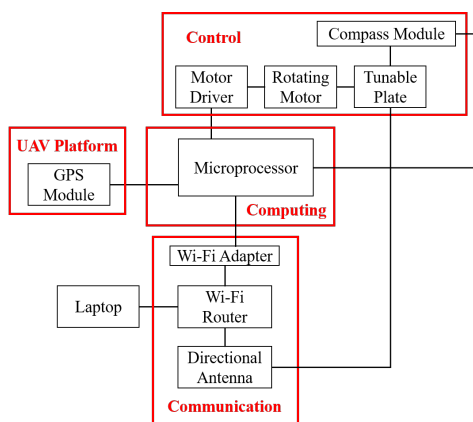 Control
Compass Module
Motor
Driver
Rotating
Motor
Tunable
Plate
UAV Platform
GPS
Module
Microprocessor
Computing
Wi-Fi Adapter
Laptop
Wi-Fi
Router
Directional
Antenna
Communication